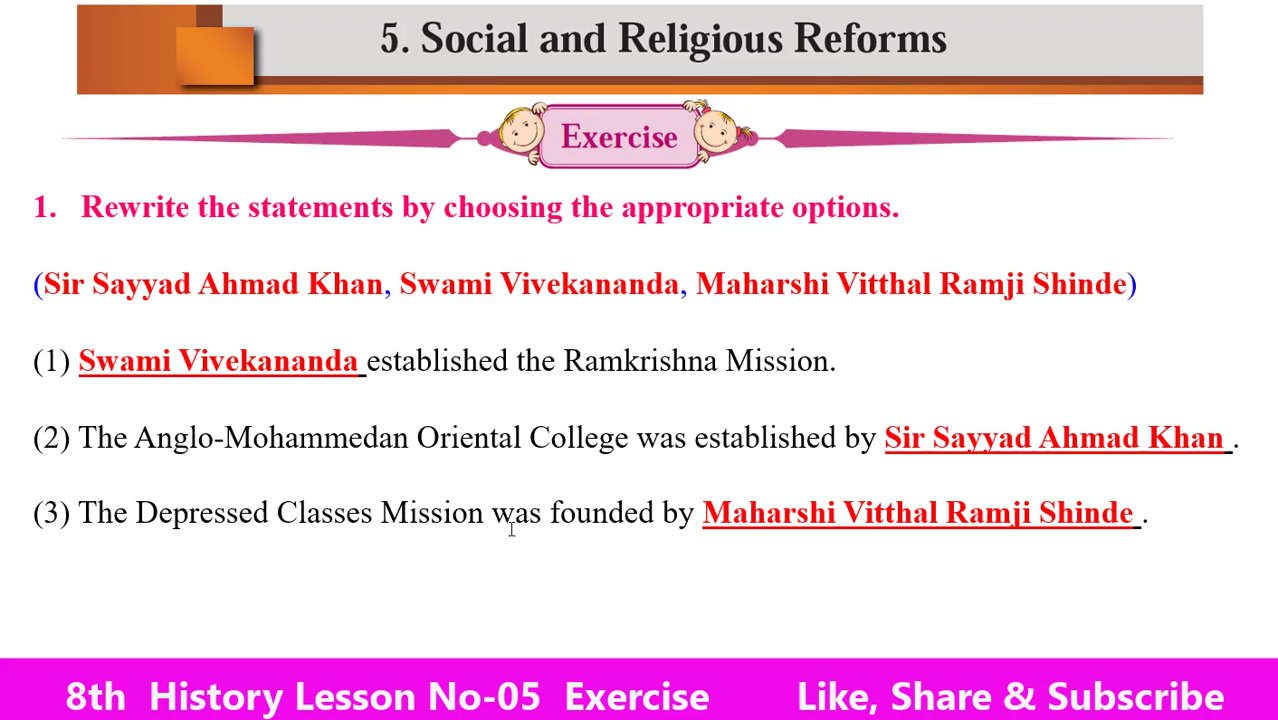 5. Social and Religious Reforms
Exercise
1. Rewrite the statements by choosing the appropriate options.
(Sir Sayyad Ahmad Khan, Swami Vivekananda, Maharshi Vitthal Ramji Shinde)
(1) Swami Vivekananda established the Ramkrishna Mission.
(2) The Anglo-Mohammedan Oriental College was established by Sir Sayyad Ahmad Khan .
(3) The Depressed Classes Mission was founded by Maharshi Vitthal Ramji Shinde .
8th History Lesson No-05 Exercise Like, Share & Subscribe